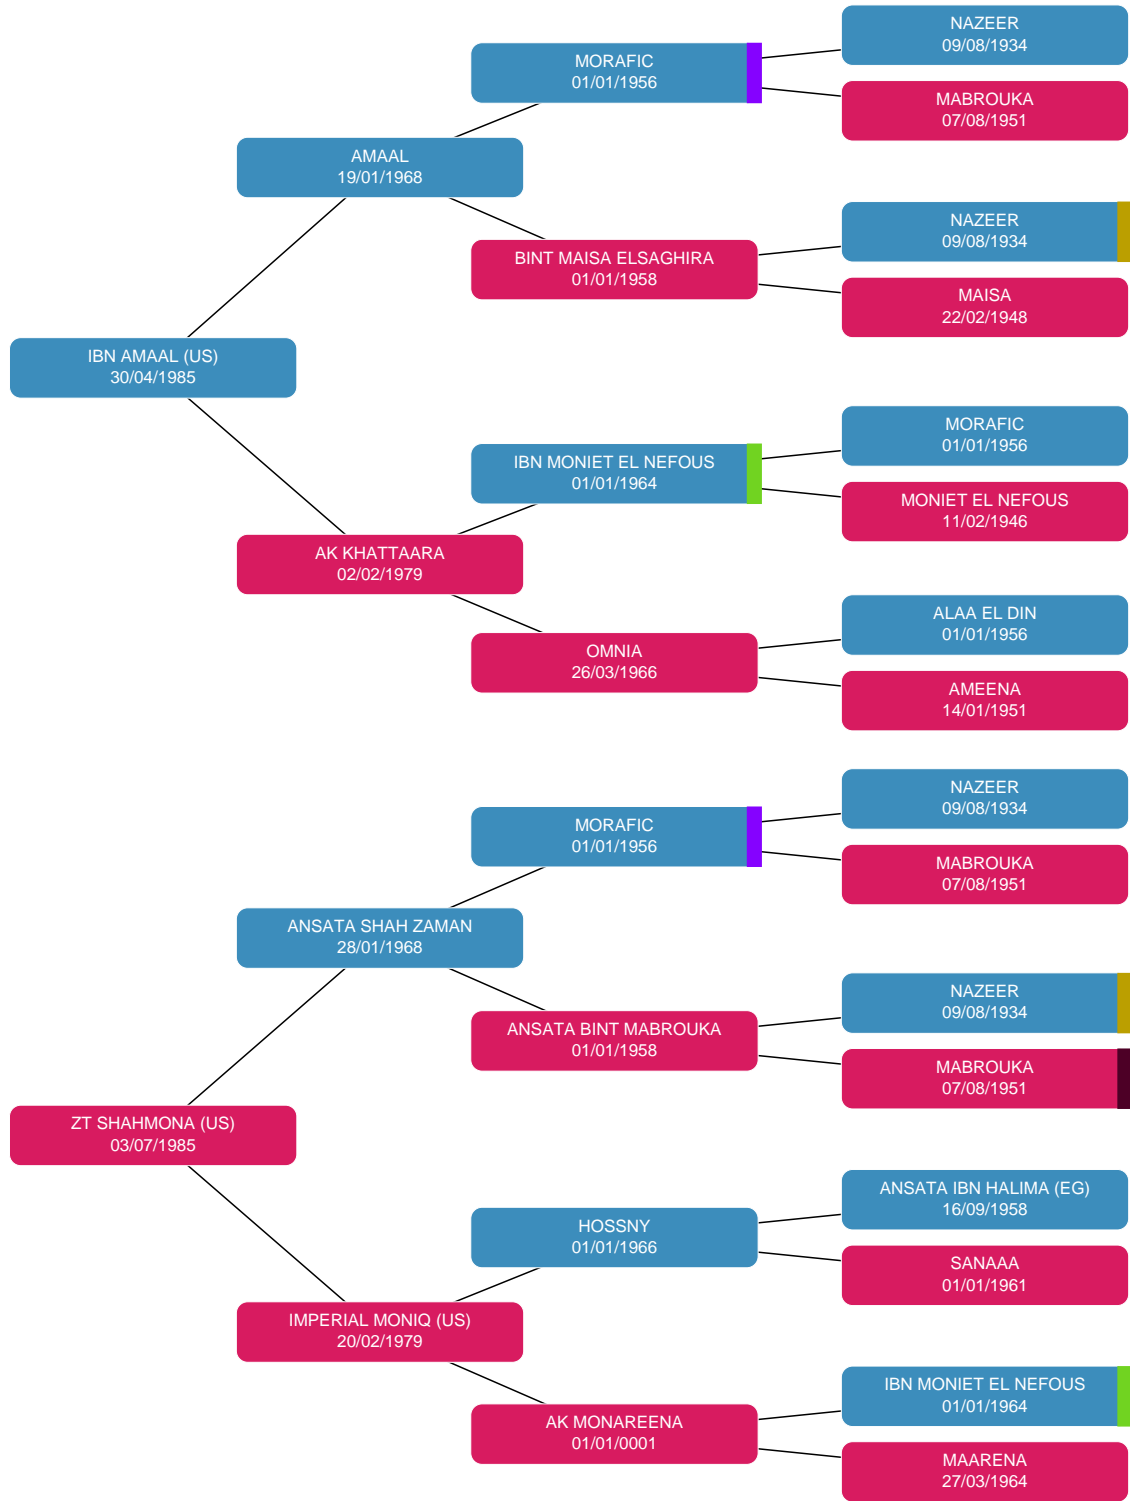 NAZEER
09/08/1934
MORAFIC
01/01/1956
MABROUKA
07/08/1951
AMAAL
19/01/1968
NAZEER
09/08/1934
BINT MAISA ELSAGHIRA
01/01/1958
MAISA
22/02/1948
IBN AMAAL (US)
30/04/1985
MORAFIC
01/01/1956
IBN MONIET EL NEFOUS
01/01/1964
MONIET EL NEFOUS
11/02/1946
AK KHATTAARA
02/02/1979
ALAA EL DIN
01/01/1956
OMNIA
26/03/1966
AMEENA
14/01/1951
NAZEER
09/08/1934
MORAFIC
01/01/1956
MABROUKA
07/08/1951
ANSATA SHAH ZAMAN
28/01/1968
NAZEER
09/08/1934
ANSATA BINT MABROUKA
01/01/1958
MABROUKA
07/08/1951
ZT SHAHMONA (US)
03/07/1985
ANSATA IBN HALIMA (EG)
16/09/1958
HOSSNY
01/01/1966
SANAAA
01/01/1961
IMPERIAL MONIQ (US)
20/02/1979
IBN MONIET EL NEFOUS
01/01/1964
AK MONAREENA
01/01/0001
MAARENA
27/03/1964